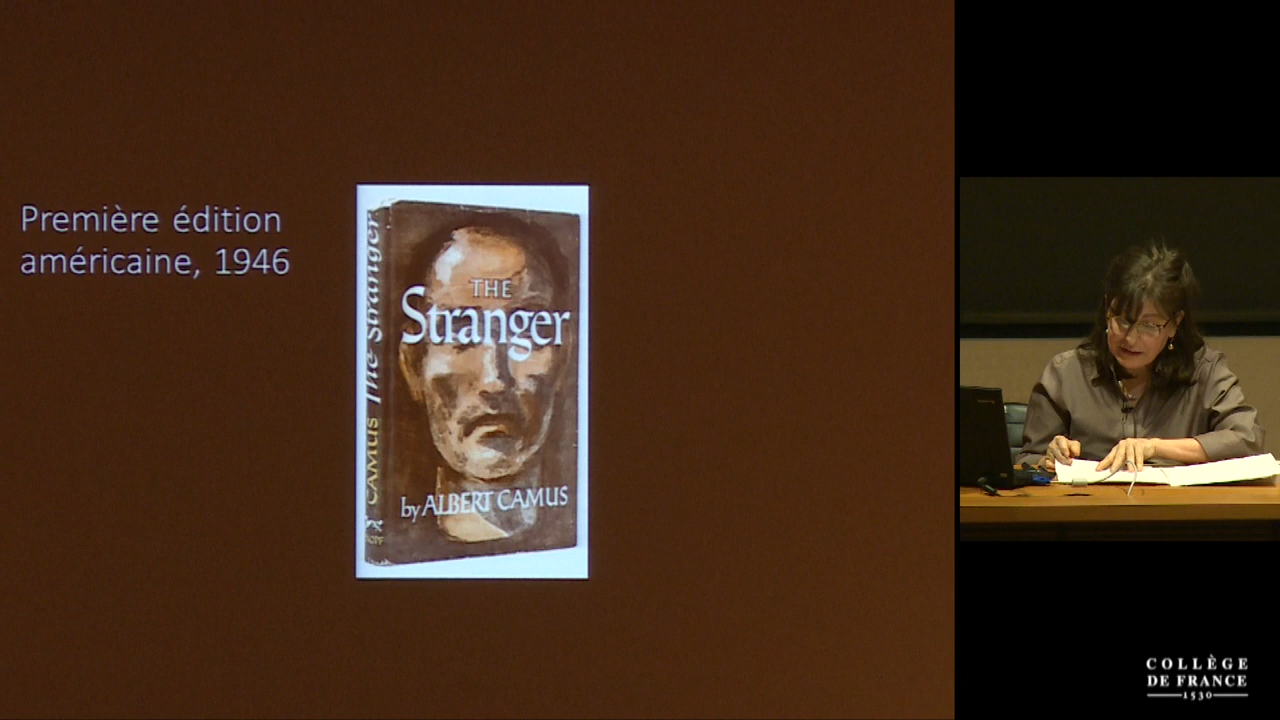 Première édition
américaine, 1946
CAMUS The Stranger
THE
Stranger
by ALBERT CAMUS
COLLÈGE
DE FRANCE
1530